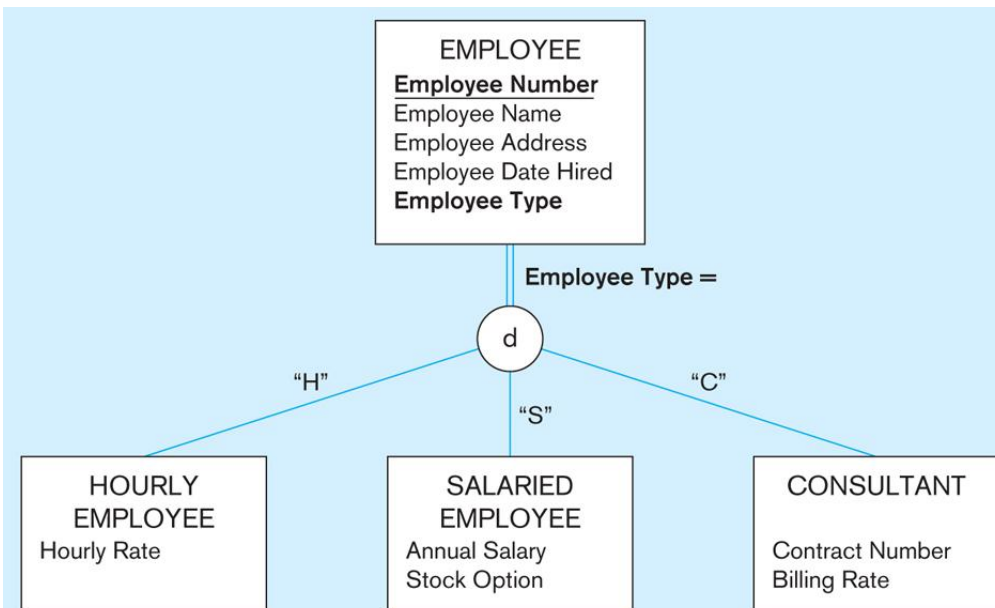 EMPLOYEE
Employee Number
Employee Name
Employee Address
Employee Date Hired
Employee Type
Employee Type =
d
“H”
“S”
“C”
HOURLY
EMPLOYEE
Hourly Rate
SALARIED
EMPLOYEE
Annual Salary
Stock Option
CONSULTANT
Contract Number
Billing Rate